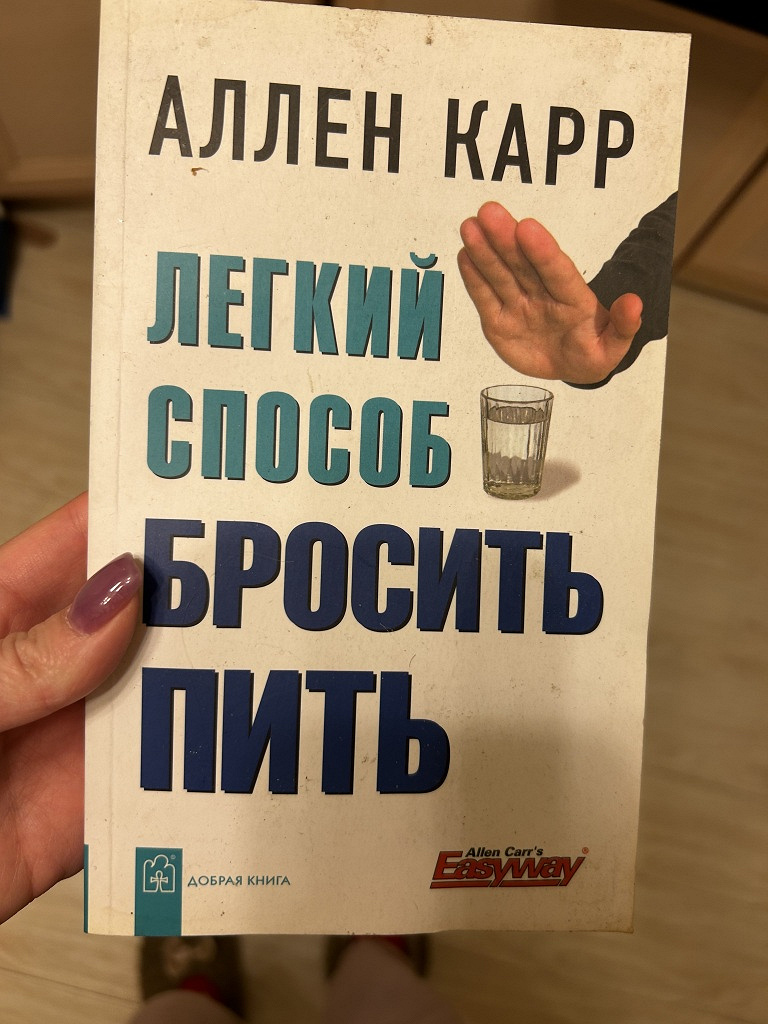 АЛЛЕН КАРР
ЛЕГКИЙ
СПОСОБ
БРОСИТЬ
ПИТЬ
ДОБРАЯ КНИГА
Allen Carr's
Easyway